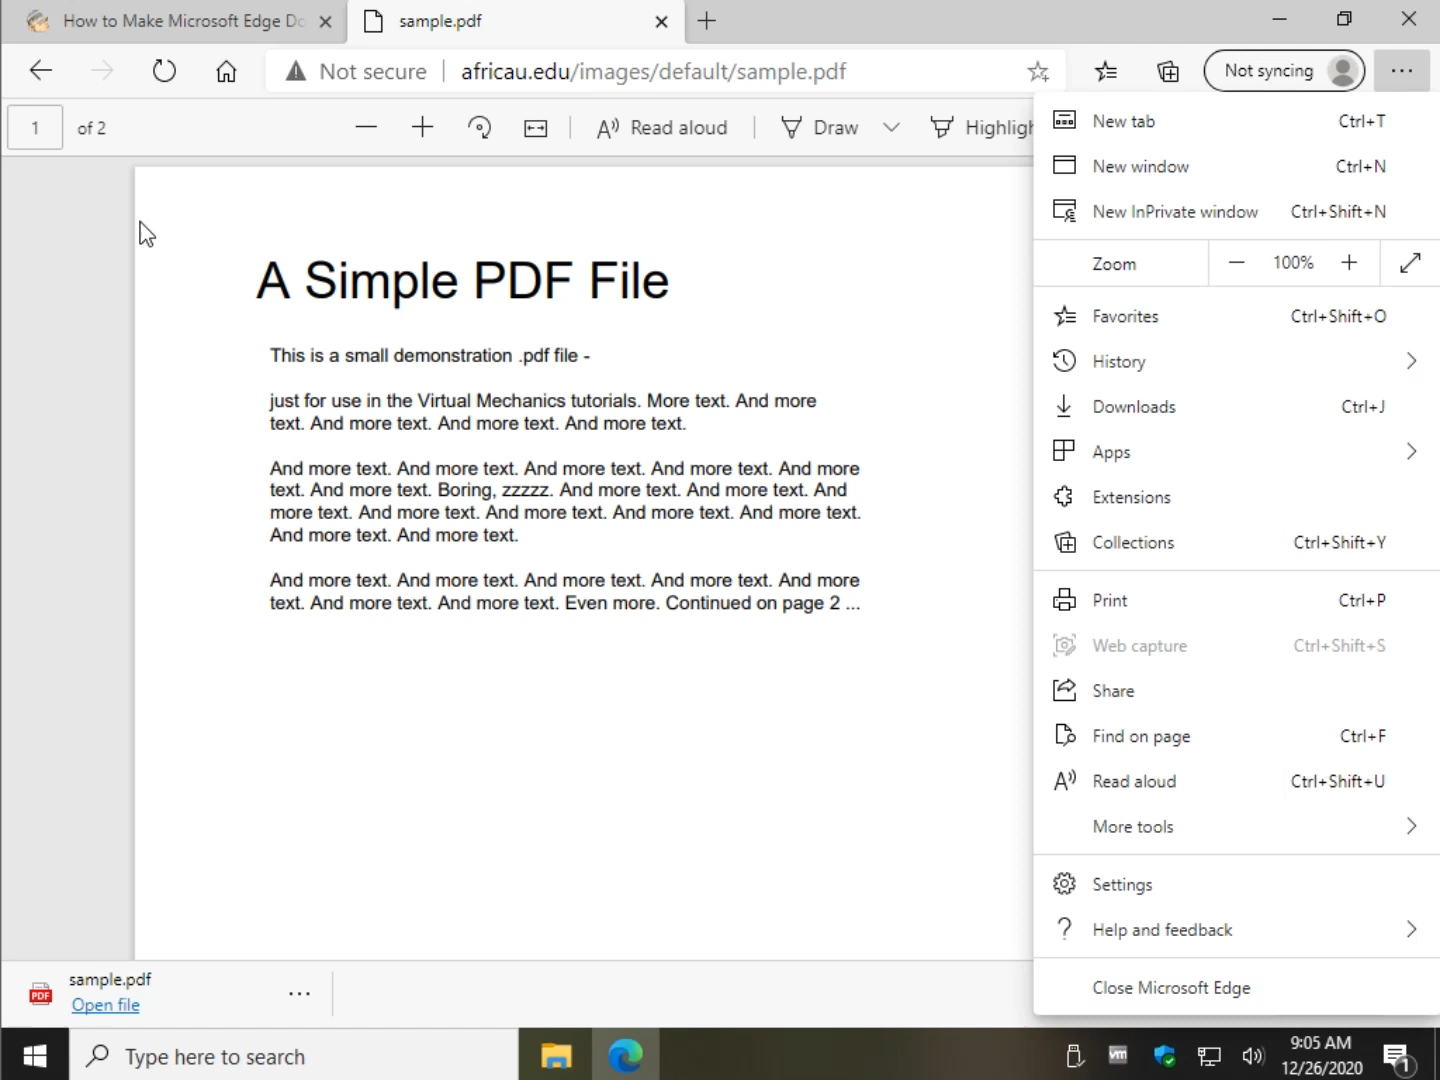 How to Make Microsoft Edge Do
sample.pdf
Not secure
africau.edu/images/default/sample.pdf
Not syncing
1 of 2
Read aloud
Draw
Highligh
A Simple PDF File
This is a small demonstration .pdf file -
just for use in the Virtual Mechanics tutorials. More text. And more
text. And more text. And more text. And more text.
And more text. And more text. And more text. And more text. And more
text. And more text. Boring, zzzzz. And more text. And more text. And
more text. And more text. And more text. And more text. And more text.
And more text. And more text.
And more text. And more text. And more text. And more text. And more
text. And more text. And more text. Even more. Continued on page 2 ...
New tab Ctrl+T
New window Ctrl+N
New InPrivate window Ctrl+Shift+N
Zoom 100%
Favorites Ctrl+Shift+O
History
Downloads Ctrl+J
Apps
Extensions
Collections Ctrl+Shift+Y
Print Ctrl+P
Web capture Ctrl+Shift+S
Share
Find on page Ctrl+F
Read aloud Ctrl+Shift+U
More tools
Settings
Help and feedback
Close Microsoft Edge
PDF
sample.pdf
Open file
Type here to search
vm
9:05 AM
12/26/2020
1